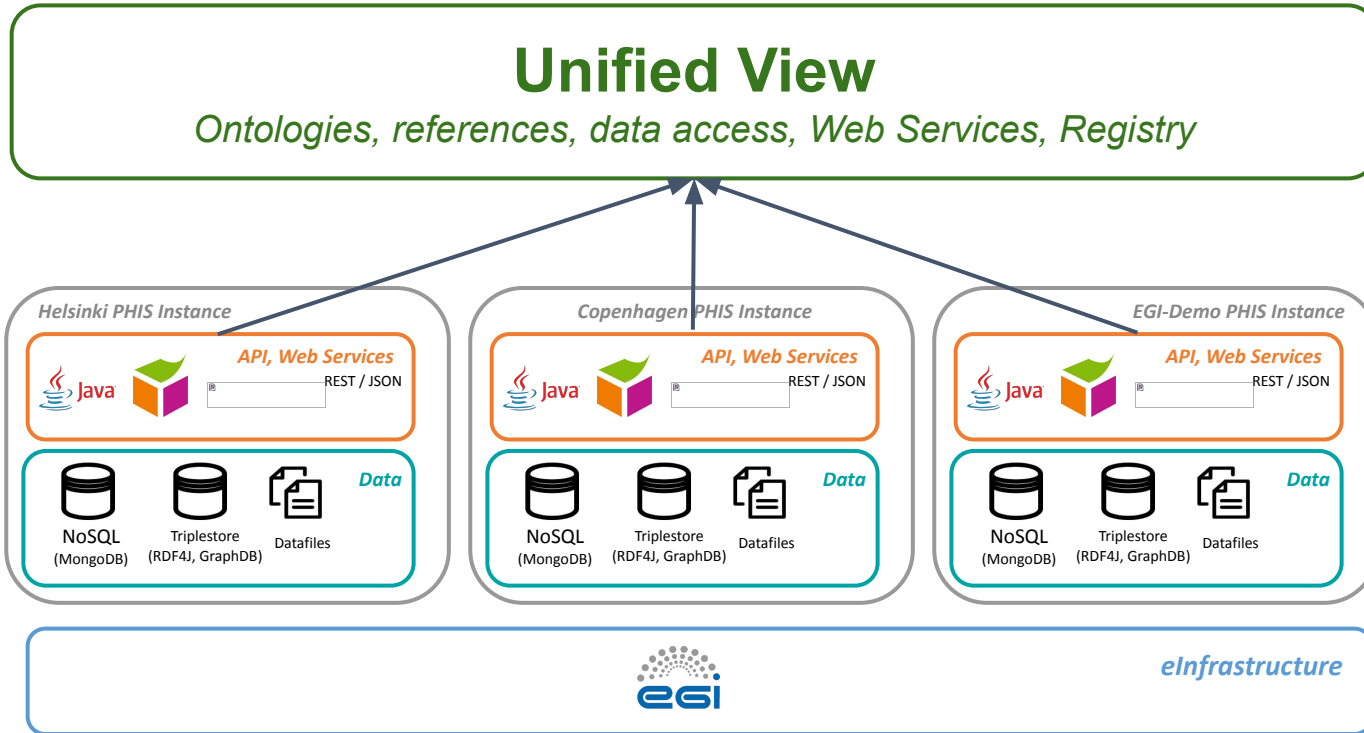 Unified View
Ontologies, references, data access, Web Services, Registry
Helsinki PHIS Instance
API, Web Services
Java
REST / JSON
Data
NoSQL
(MongoDB)
Triplestore
(RDF4J, GraphDB)
Datafiles
Copenhagen PHIS Instance
API, Web Services
Java
REST / JSON
Data
NoSQL
(MongoDB)
Triplestore
(RDF4J, GraphDB)
Datafiles
EGI-Demo PHIS Instance
API, Web Services
Java
REST / JSON
Data
NoSQL
(MongoDB)
Triplestore
(RDF4J, GraphDB)
Datafiles
egi
eInfrastructure